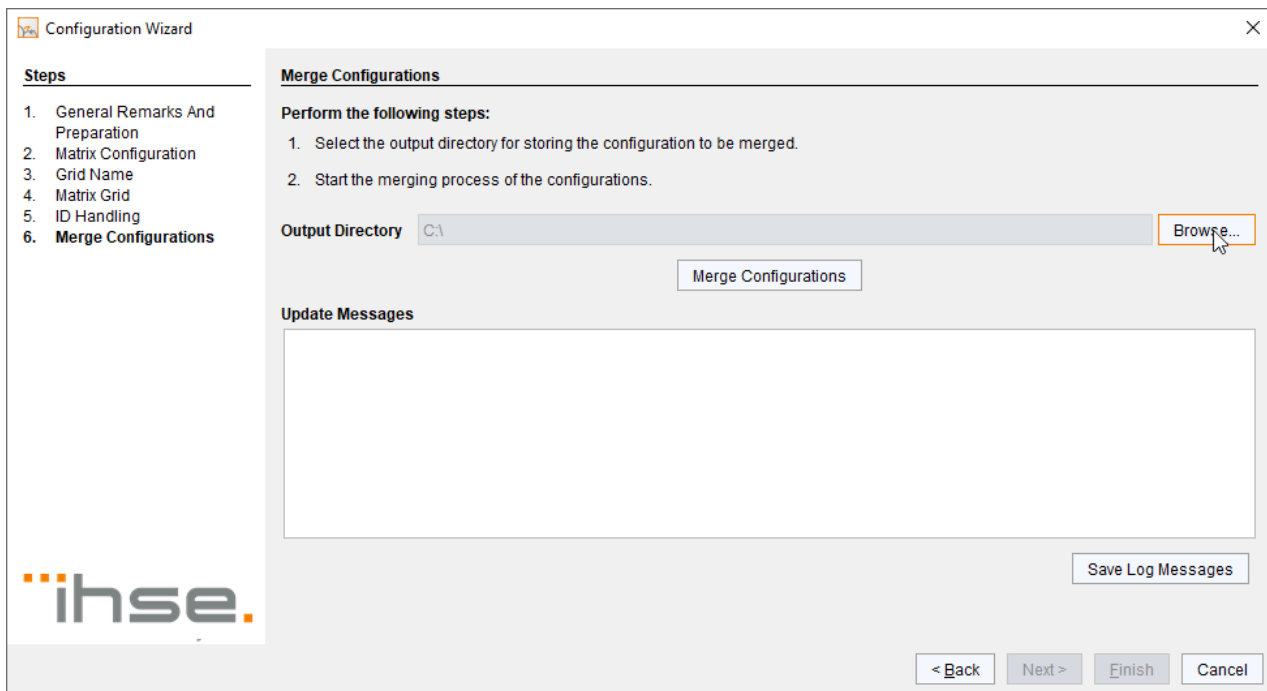 Configuration Wizard
Steps
1. General Remarks And
Preparation
2. Matrix Configuration
3. Grid Name
4. Matrix Grid
5. ID Handling
6. Merge Configurations
ihse.
Merge Configurations
Perform the following steps:
1. Select the output directory for storing the configuration to be merged.
2. Start the merging process of the configurations.
Output Directory C:\ Browse...
Merge Configurations
Update Messages
Save Log Messages
< Back Next > Finish Cancel